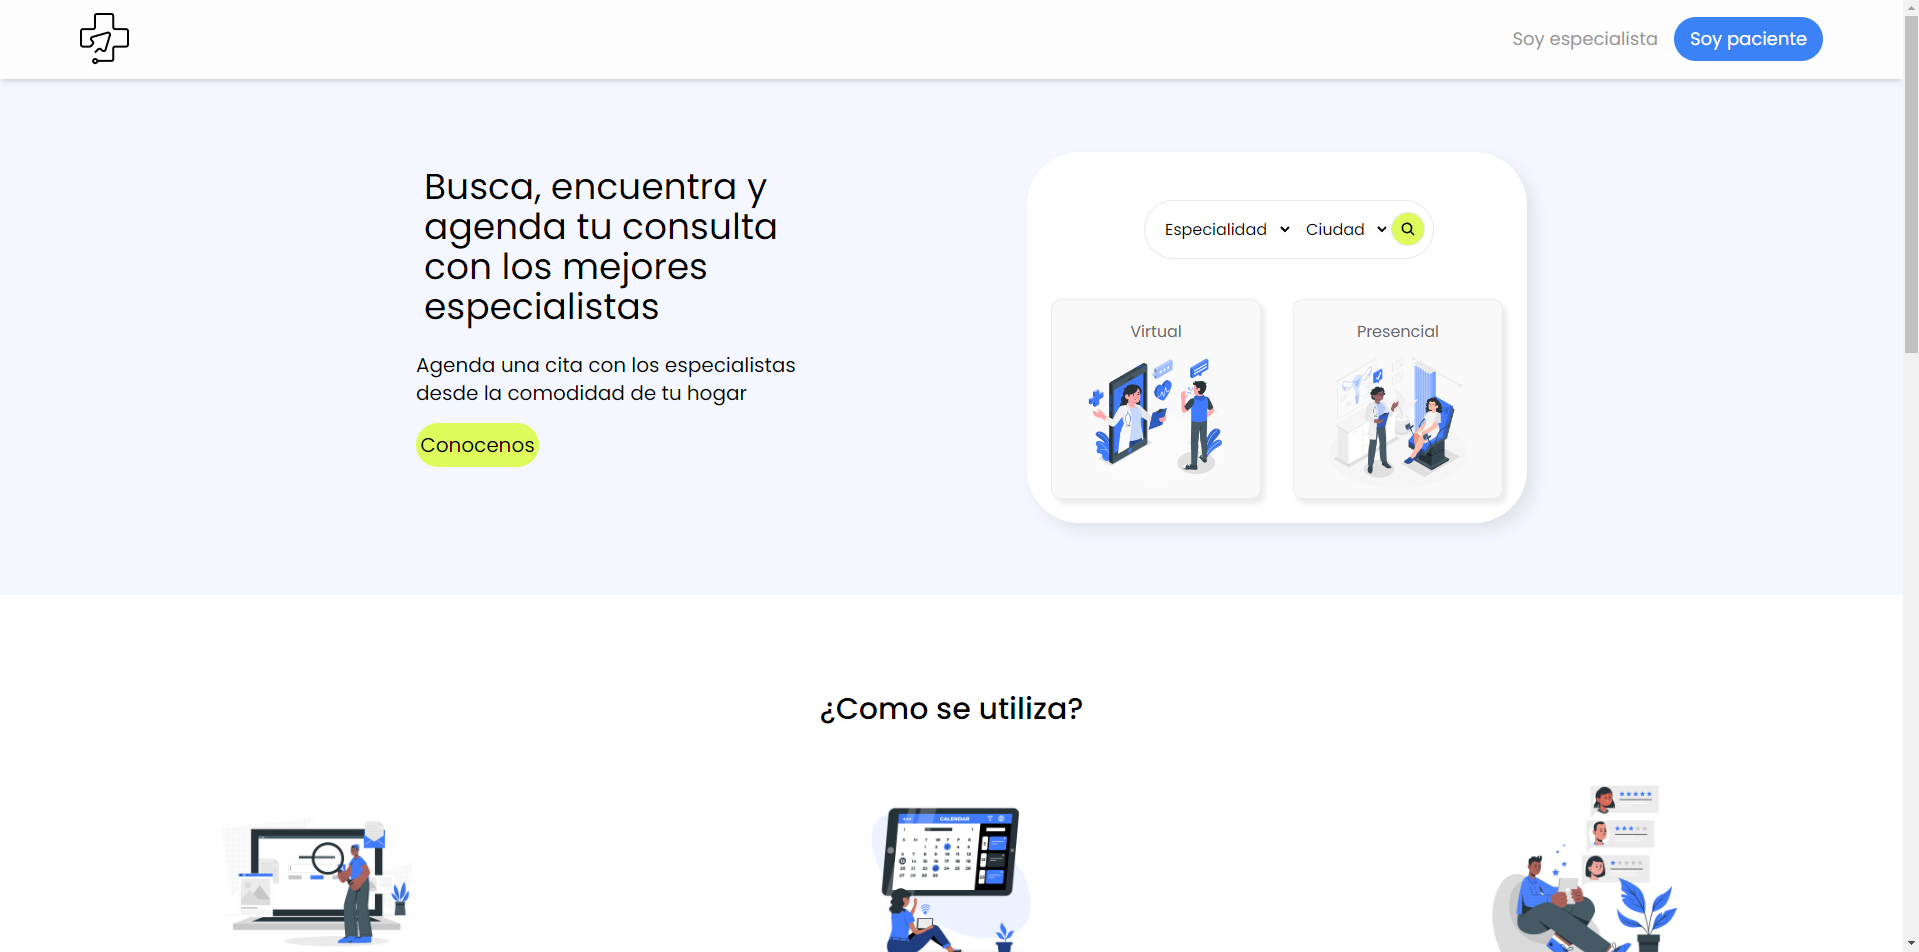 Soy especialista
Soy paciente
Busca, encuentra y
agenda tu consulta
con los mejores
especialistas
Agenda una cita con los especialistas
desde la comodidad de tu hogar
Conocenos
Especialidad
Ciudad
Virtual
Presencial
¿Como se utiliza?
CALENDAR